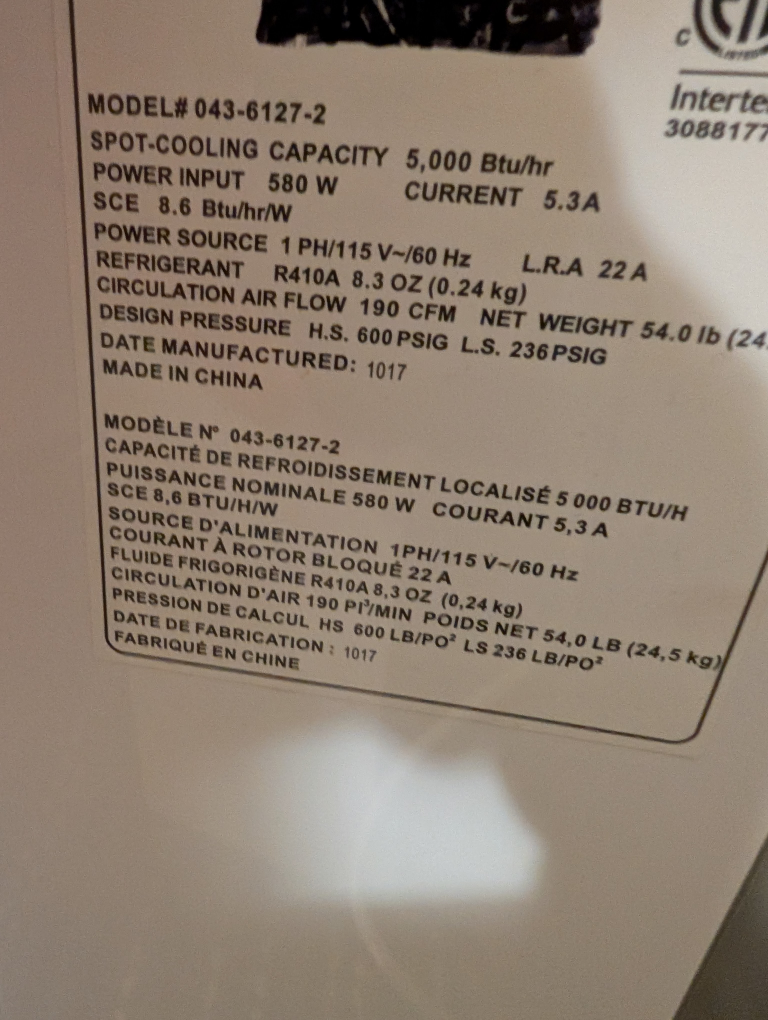 C
LISTED
Interte
3088177
MODEL# 043-6127-2
SPOT-COOLING CAPACITY 5,000 Btu/hr
POWER INPUT 580 W CURRENT 5.3 A
SCE 8.6 Btu/hr/W
POWER SOURCE 1 PH/115 V~/60 Hz L.R.A 22 A
REFRIGERANT R410A 8.3 OZ (0.24 kg)
CIRCULATION AIR FLOW 190 CFM NET WEIGHT 54.0 lb (24.
DESIGN PRESSURE H.S. 600 PSIG L.S. 236 PSIG
DATE MANUFACTURED: 1017
MADE IN CHINA
MODÈLE N° 043-6127-2
CAPACITÉ DE REFROIDISSEMENT LOCALISÉ 5 000 BTU/H
PUISSANCE NOMINALE 580 W COURANT 5,3 A
SCE 8,6 BTU/H/W
SOURCE D'ALIMENTATION 1PH/115 V~/60 Hz
COURANT À ROTOR BLOQUÉ 22 A
FLUIDE FRIGORIGÈNE R410A 8,3 OZ (0,24 kg)
CIRCULATION D'AIR 190 PI³/MIN POIDS NET 54,0 LB (24,5 kg)
PRESSION DE CALCUL HS 600 LB/PO² LS 236 LB/PO²
DATE DE FABRICATION : 1017
FABRIQUÉ EN CHINE